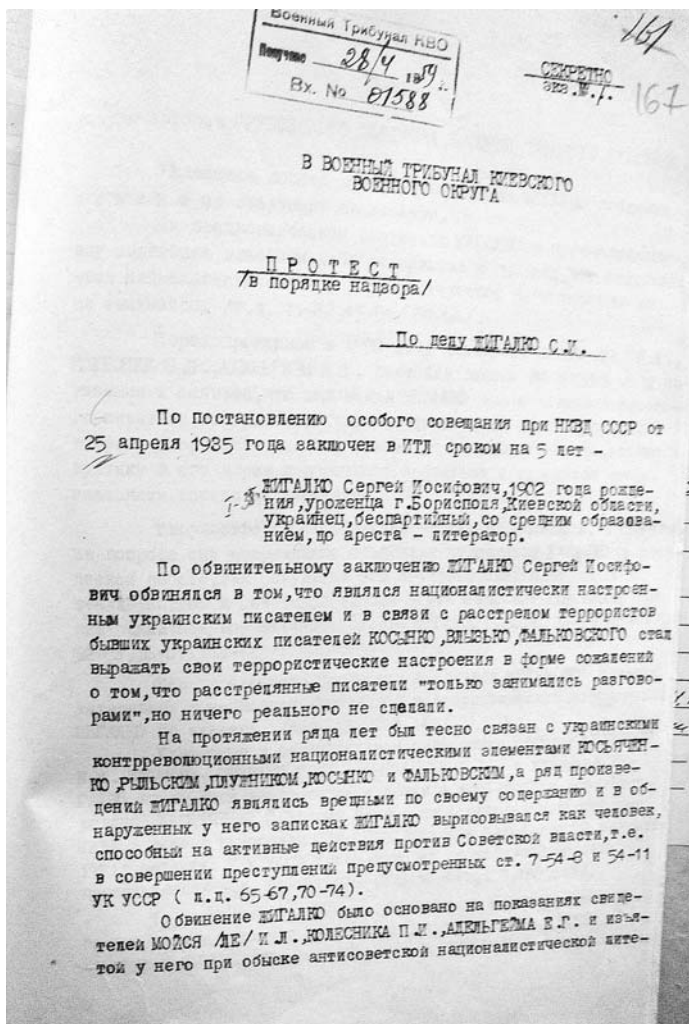 Военный Трибунал КВО
Получено 28/4 1959 г.
Вх. № 01588
161
СЕКРЕТНО
экз.№.1.
167
В ВОЕННЫЙ ТРИБУНАЛ КИЕВСКОГО
ВОЕННОГО ОКРУГА
П Р О Т Е С Т
/в порядке надзора/
По делу ЖИГАЛКО С.И.
По постановлению особого совещания при НКВД СССР от
25 апреля 1935 года заключен в ИТЛ сроком на 5 лет -
ЖИГАЛКО Сергей Иосифович,1902 года рожде-
ния,уроженца г.Борисполя,Киевской области,
украинец,беспартийный,со средним образова-
нием,до ареста - литератор.
По обвинительному заключению ЖИГАЛКО Сергей Иосифо-
вич обвинялся в том,что являлся националистически настроен-
ным украинским писателем и в связи с расстрелом террористов
бывших украинских писателей КОСЫНКО,ВЛЫЗЬКО,ФАЛЬКОВСКОГО стал
выражать свои террористические настроения в форме сожалений
о том,что расстрелянные писатели "только занимались разгово-
рами",но ничего реального не сделали.
На протяжении ряда лет был тесно связан с украинскими
контрреволюционными националистическими элементами КОСЬЯЧЕН-
КО,РЫЛЬСКИМ,ПЛУЖНИКОМ,КОСЫНКО и ФАЛЬКОВСКИМ,а ряд произве-
дений ЖИГАЛКО являлись вредными по своему содержанию и в об-
наруженных у него записках ЖИГАЛКО вырисовывался как человек,
способный на активные действия против Советской власти,т.е.
в совершении преступлений предусмотренных ст. 7-54-8 и 54-11
УК УССР ( л.д. 65-67,70-74).
Обвинение ЖИГАЛКО было основано на показаниях свиде-
телей МОЙСЯ /ЛЕ/ И Л.,КОЛЕСНИКА П.И.,АДЕЛЬГЕЙМА Е.Г. и изъя-
той у него при обыске антисоветской националистической лите-